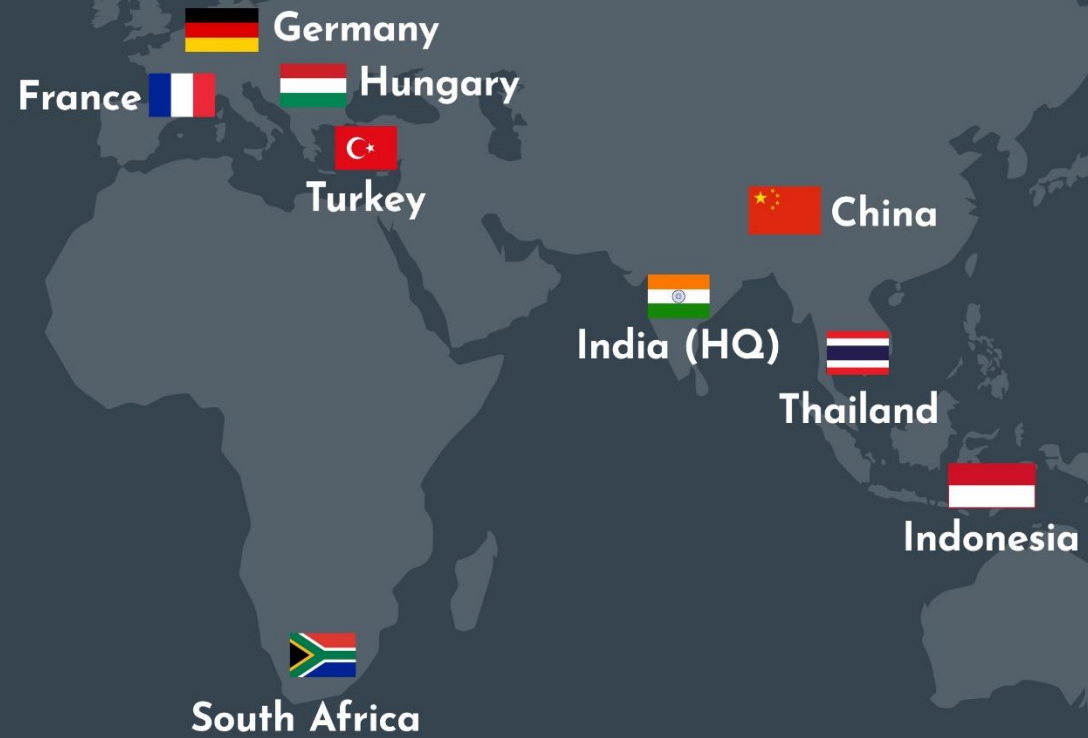 Germany
France
Hungary
Turkey
China
India (HQ)
Thailand
Indonesia
South Africa